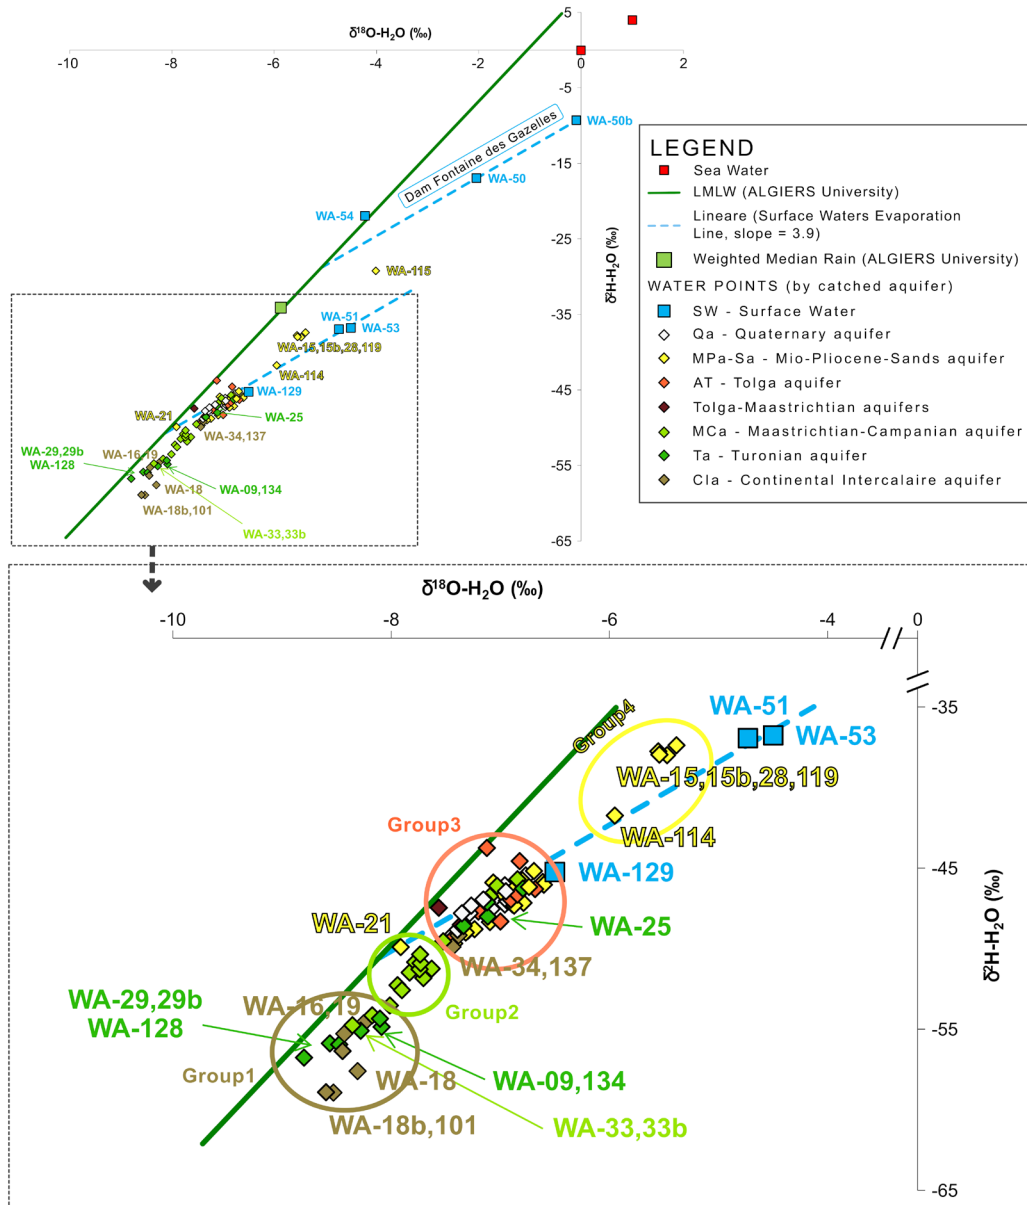 δ¹⁸O-H₂O (‰)
5
-10
-8
-6
-4
-2
0
2
-5
-15
-25
-35
-45
-55
-65
δ²H-H₂O (‰)
Dam Fontaine des Gazelles
WA-50b
WA-50
WA-54
WA-115
WA-51
WA-53
WA-15,15b,28,119
WA-114
WA-129
WA-21
WA-25
WA-34,137
WA-16,19
WA-29,29b
WA-128
WA-18
WA-09,134
WA-18b,101
WA-33,33b
LEGEND
Sea Water
LMLW (ALGIERS University)
Lineare (Surface Waters Evaporation
Line, slope = 3.9)
Weighted Median Rain (ALGIERS University)
WATER POINTS (by catched aquifer)
SW - Surface Water
Qa - Quaternary aquifer
MPa-Sa - Mio-Pliocene-Sands aquifer
AT - Tolga aquifer
Tolga-Maastrichtian aquifers
MCa - Maastrichtian-Campanian aquifer
Ta - Turonian aquifer
CIa - Continental Intercalaire aquifer
δ¹⁸O-H₂O (‰)
-10
-8
-6
-4
0
-35
-45
-55
-65
δ²H-H₂O (‰)
WA-51
WA-53
Group4
WA-15,15b,28,119
WA-114
Group3
WA-129
WA-21
WA-25
WA-34,137
WA-29,29b
WA-128
WA-16,19
Group2
Group1
WA-18
WA-09,134
WA-18b,101
WA-33,33b